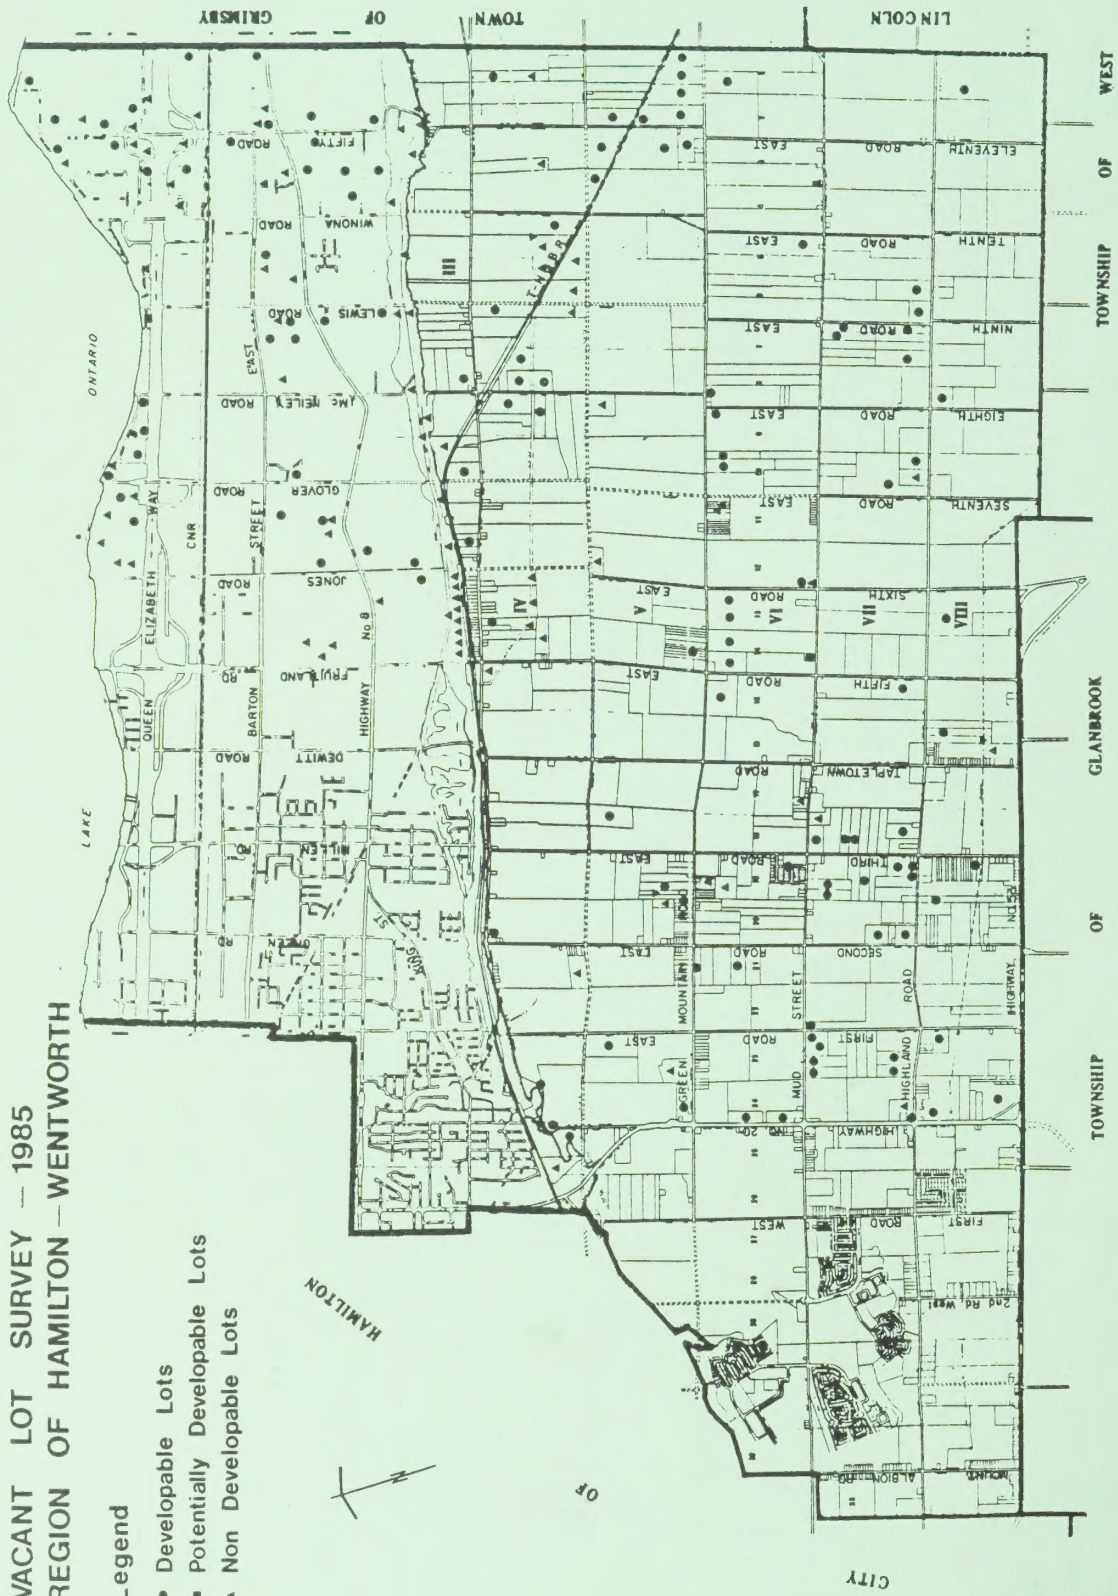 VACANT LOT SURVEY — 1985
REGION OF HAMILTON – WENTWORTH
Legend
Developable Lots
Potentially Developable Lots
Non Developable Lots
N
LAKE
ONTARIO
HAMILTON
OF
CITY
TOWN
OF
GRIMSBY
LINCOLN
WEST
OF
TOWNSHIP
GLANBROOK
OF
TOWNSHIP
QUEEN
ELIZABETH
WAY
CNR
BARTON
STREET
EAST
HIGHWAY
No 8
KING
ST
GREEN
RD
MILLEN
RD
DEWITT
ROAD
FRUITLAND
RD
JONES
ROAD
GLOVER
ROAD
Mc NEILEY
ROAD
LEWIS
ROAD
WINONA
ROAD
FIFTY
ROAD
T·H·&·B·R
III
IV
V
VI
VII
VIII
GREEN
MOUNTAIN
ROAD
MUD
STREET
HIGHLAND
ROAD
HIGHWAY
NO. 53
HIGHWAY
NO. 20
MOUNT
ALBION
RD
2nd Rd. West
FIRST
ROAD
WEST
FIRST
ROAD
EAST
SECOND
ROAD
EAST
THIRD
ROAD
EAST
TAPLETOWN
ROAD
FIFTH
ROAD
EAST
SIXTH
ROAD
EAST
SEVENTH
ROAD
EAST
EIGHTH
ROAD
EAST
NINTH
ROAD
EAST
TENTH
ROAD
EAST
ELEVENTH
ROAD
EAST